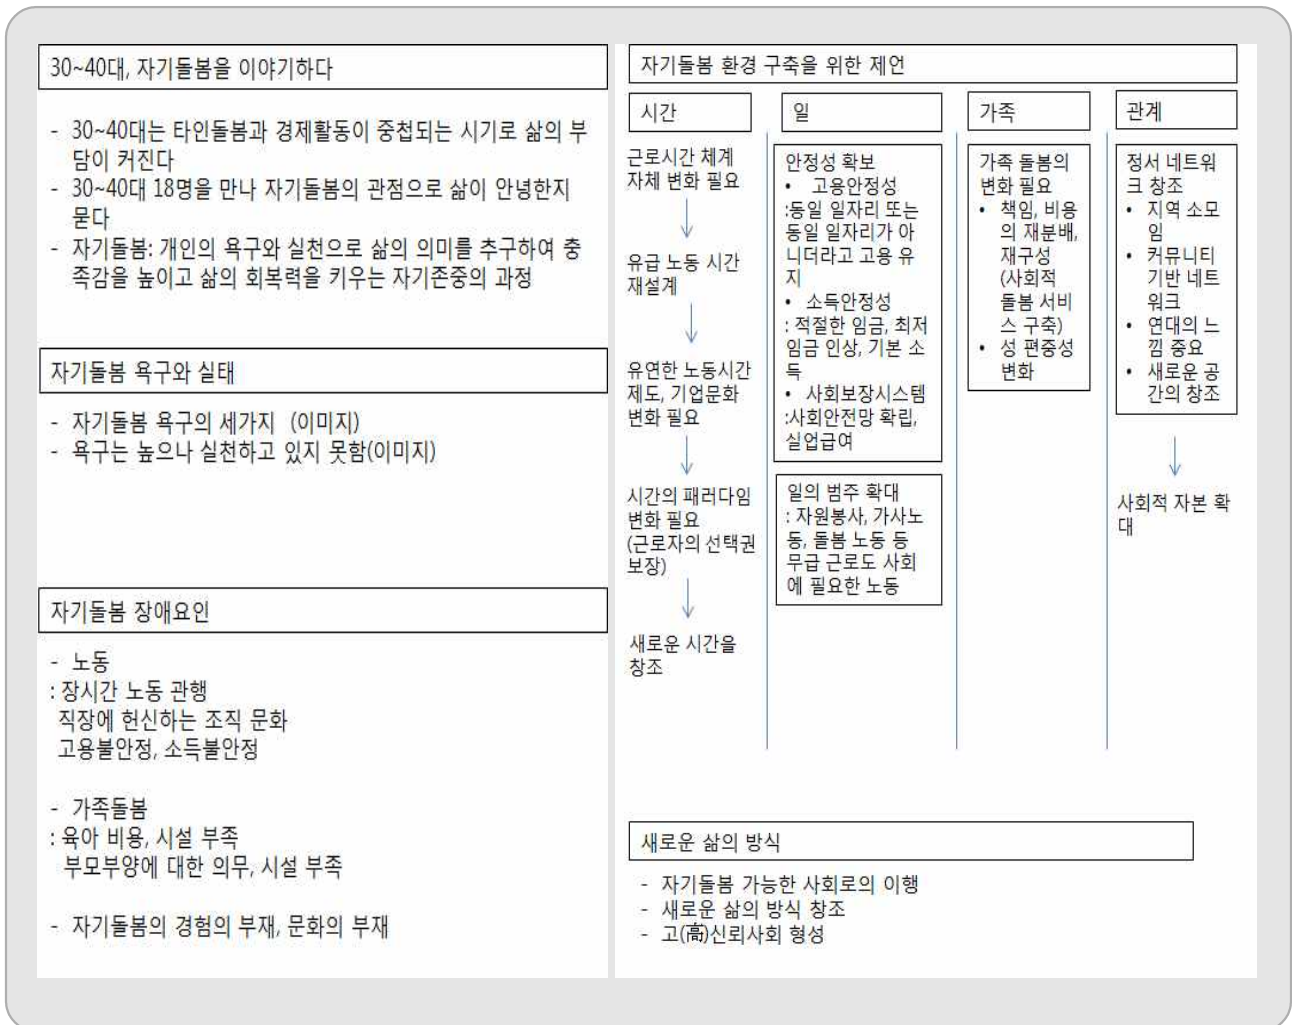 30~40대, 자기돌봄을 이야기하다
- 30~40대는 타인돌봄과 경제활동이 중첩되는 시기로 삶의 부
담이 커진다
- 30~40대 18명을 만나 자기돌봄의 관점으로 삶이 안녕한지
묻다
- 자기돌봄: 개인의 욕구와 실천으로 삶의 의미를 추구하여 충
족감을 높이고 삶의 회복력을 키우는 자기존중의 과정
자기돌봄 욕구와 실태
- 자기돌봄 욕구의 세가지 (이미지)
- 욕구는 높으나 실천하고 있지 못함(이미지)
자기돌봄 장애요인
- 노동
: 장시간 노동 관행
직장에 헌신하는 조직 문화
고용불안정, 소득불안정
- 가족돌봄
: 육아 비용, 시설 부족
부모부양에 대한 의무, 시설 부족
- 자기돌봄의 경험의 부재, 문화의 부재
자기돌봄 환경 구축을 위한 제언
시간
근로시간 체계
자체 변화 필요
유급 노동 시간
재설계
유연한 노동시간
제도, 기업문화
변화 필요
시간의 패러다임
변화 필요
(근로자의 선택권
보장)
새로운 시간을
창조
일
안정성 확보
• 고용안정성
:동일 일자리 또는
동일 일자리가 아
니더라고 고용 유
지
• 소득안정성
: 적절한 임금, 최저
임금 인상, 기본 소
득
• 사회보장시스템
:사회안전망 확립,
실업급여
일의 범주 확대
: 자원봉사, 가사노
동, 돌봄 노동 등
무급 근로도 사회
에 필요한 노동
가족
가족 돌봄의
변화 필요
• 책임, 비용
의 재분배,
재구성
(사회적
돌봄 서비
스 구축)
• 성 편중성
변화
관계
정서 네트워
크 창조
• 지역 소모
임
• 커뮤니티
기반 네트
워크
• 연대의 느
낌 중요
• 새로운 공
간의 창조
사회적 자본 확
대
새로운 삶의 방식
- 자기돌봄 가능한 사회로의 이행
- 새로운 삶의 방식 창조
- 고(高)신뢰사회 형성